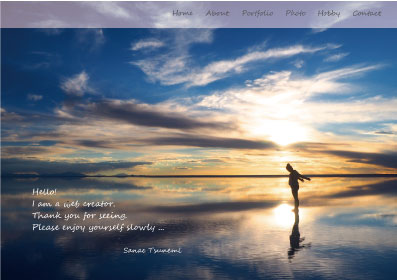 Home About Portfolio Photo Hobby Contact
Hello!
I am a web creator.
Thank you for seeing.
Please enjoy yourself slowly ...
Sanae Tsunemi